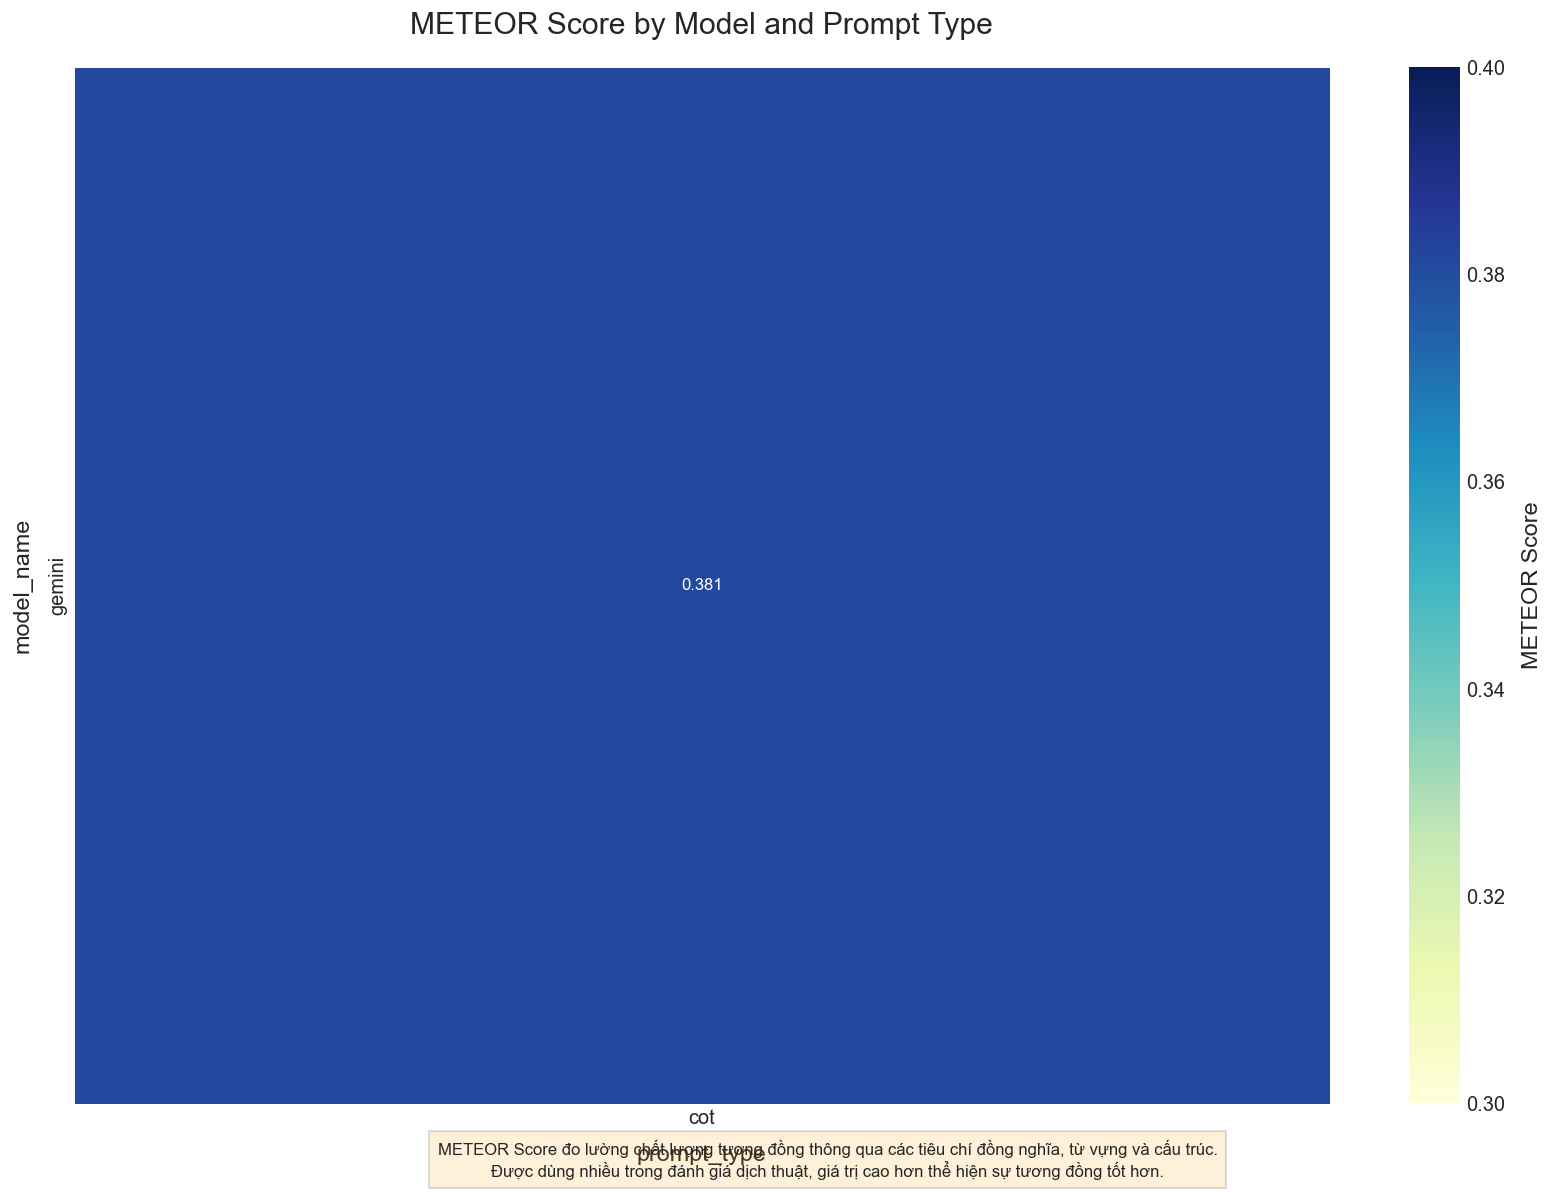 METEOR Score by Model and Prompt Type
0.40
0.38
0.36
0.34
0.32
0.30
METEOR Score
model_name
gemini
0.381
cot
prompt_type
METEOR Score đo lường chất lượng tương đồng thông qua các tiêu chí đồng nghĩa, từ vựng và cấu trúc.
Được dùng nhiều trong đánh giá dịch thuật, giá trị cao hơn thể hiện sự tương đồng tốt hơn.